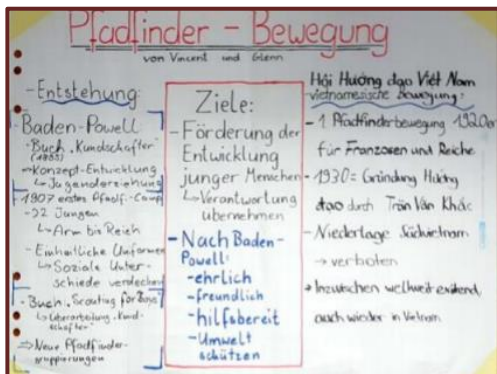 Pfadfinder - Bewegung
von Vincent und Glenn
- Entstehung:
Baden-Powell
- Buch "Kundschafter"
→ Konzept-Entwicklung
↳ Jugenderziehung
1907 erstes Pfadf.-Camp
- 22 Jungen
↳ Arm bis Reich
- Einheitliche Uniformen
↳ Soziale Unter-
schiede verdecken
- Buch "Scouting for Boys"
↳ Überarbeitung "Kund-
schafter"
⇒ Neue Pfadfinder-
gruppierungen
Ziele:
- Förderung der
Entwicklung
junger Menschen
↳ Verantwortung
übernehmen
- Nach Baden-
Powell:
- ehrlich
- freundlich
- hilfsbereit
- Umwelt
schützen
Hội Hướng đạo Việt Nam
- vietnamesische Bewegung:
- 1. Pfadfinderbewegung 1920er
für Franzosen und Reiche
- 1930 = Gründung Hướng
đạo durch Trần Văn Khắc
- Niederlage Südvietnam
→ verboten
• Inzwischen weltweit
auch wieder in Vietnam